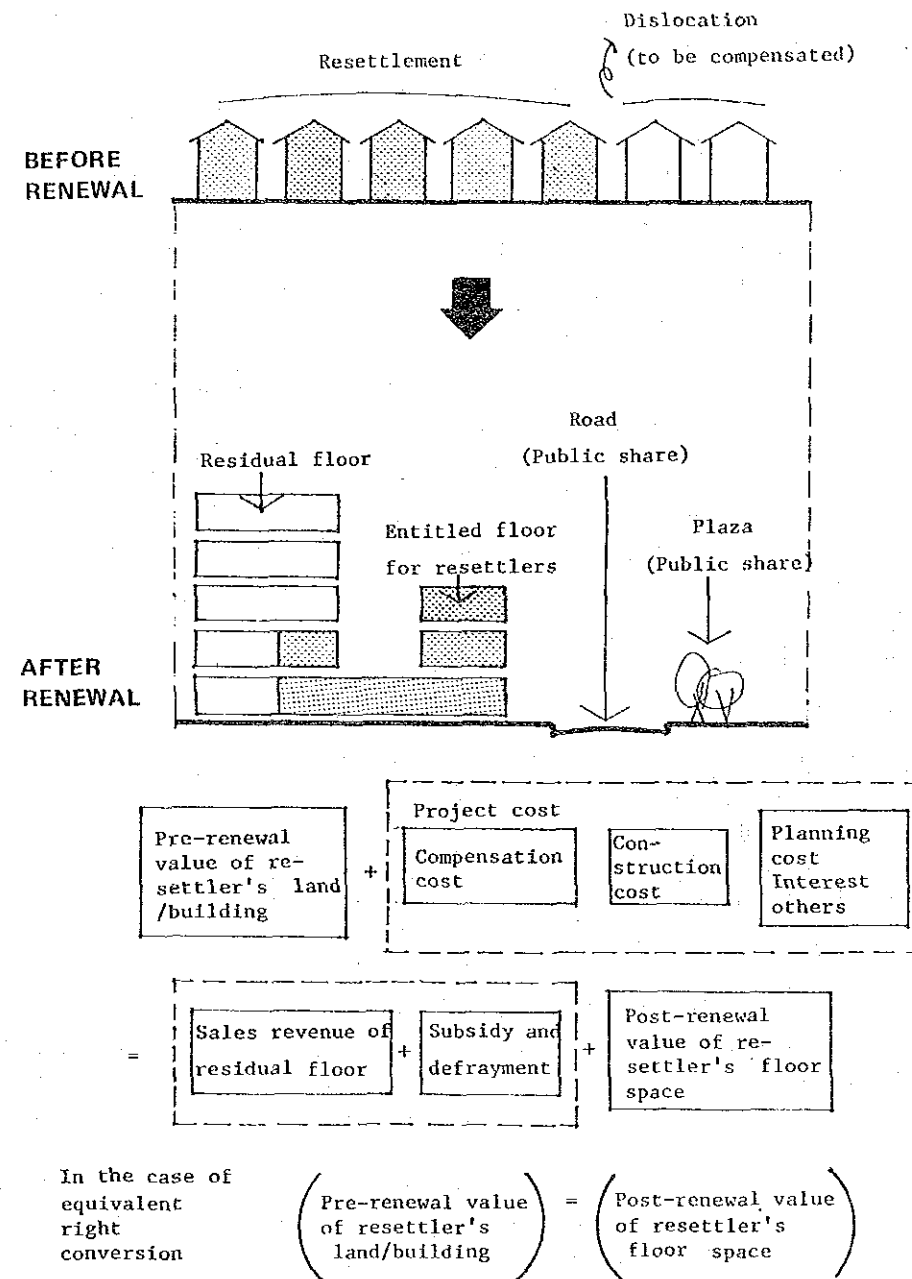 Dislocation
(to be compensated)
Resettlement
BEFORE
RENEWAL
Road
(Public share)
Residual floor
Plaza
(Public share)
Entitled floor
for resettlers
AFTER
RENEWAL
Project cost
Pre-renewal
value of re-
settler's land
/building
+
Compensation
cost
Con-
struction
cost
Planning
cost
Interest
others
=
Sales revenue of
residual floor
+
Subsidy and
defrayment
+
Post-renewal
value of re-
settler's floor
space
In the case of
equivalent
right
conversion
Pre-renewal value
of resettler's
land/building
=
Post-renewal value
of resettler's
floor space